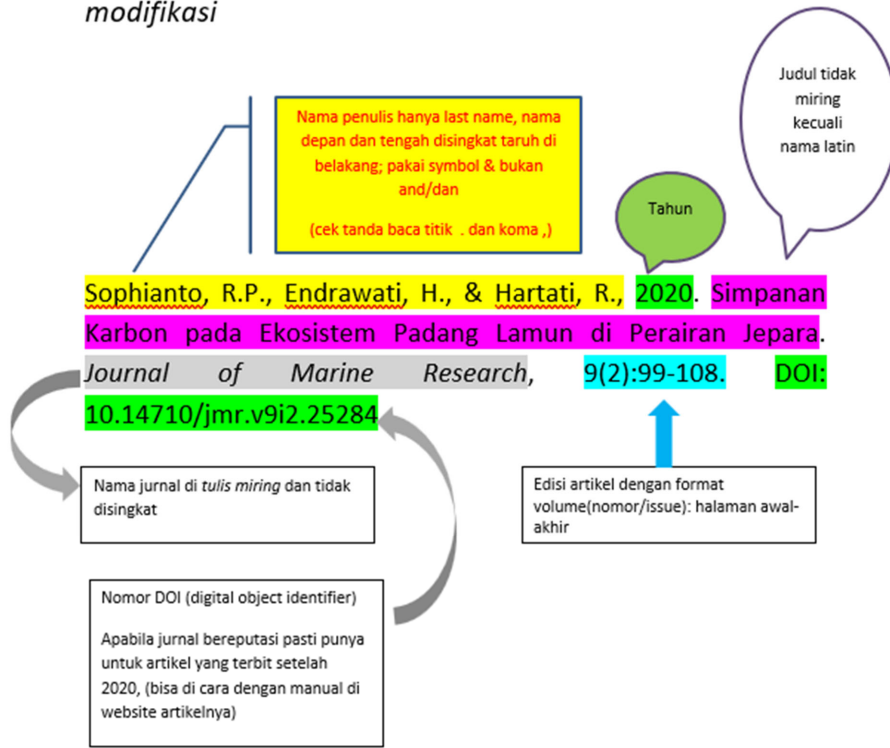 modifikasi
Nama penulis hanya last name, nama
depan dan tengah disingkat taruh di
belakang; pakai symbol & bukan
and/dan
(cek tanda baca titik . dan koma ,)
Judul tidak
miring
kecuali
nama latin
Tahun
Sophianto, R.P., Endrawati, H., & Hartati, R., 2020. Simpanan
Karbon pada Ekosistem Padang Lamun di Perairan Jepara.
Journal of Marine Research, 9(2):99-108. DOI:
10.14710/jmr.v9i2.25284
Nama jurnal di tulis miring dan tidak
disingkat
Edisi artikel dengan format
volume(nomor/issue): halaman awal-
akhir
Nomor DOI (digital object identifier)
Apabila jurnal bereputasi pasti punya
untuk artikel yang terbit setelah
2020, (bisa di cara dengan manual di
website artikelnya)